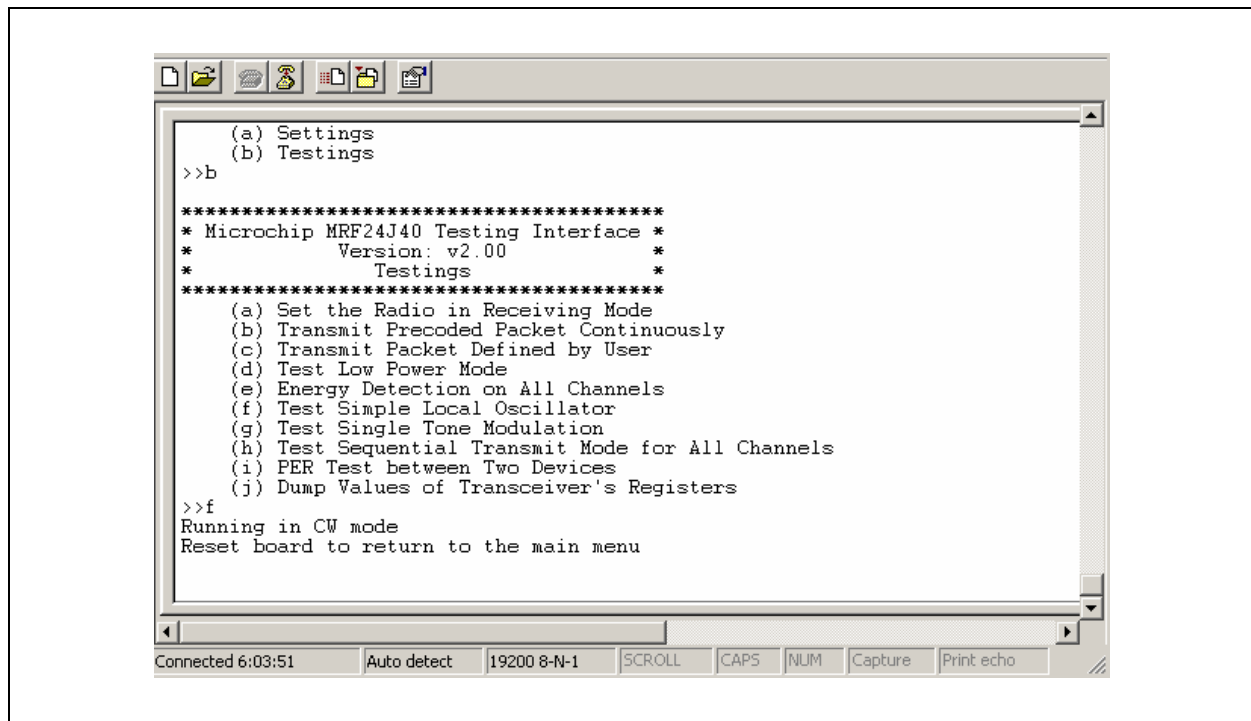 (a) Settings
(b) Testings
>>b
****************************************
* Microchip MRF24J40 Testing Interface *
* Version: v2.00 *
* Testings *
****************************************
(a) Set the Radio in Receiving Mode
(b) Transmit Precoded Packet Continuously
(c) Transmit Packet Defined by User
(d) Test Low Power Mode
(e) Energy Detection on All Channels
(f) Test Simple Local Oscillator
(g) Test Single Tone Modulation
(h) Test Sequential Transmit Mode for All Channels
(i) PER Test between Two Devices
(j) Dump Values of Transceiver's Registers
>>f
Running in CW mode
Reset board to return to the main menu
Connected 6:03:51 Auto detect 19200 8-N-1 SCROLL CAPS NUM Capture Print echo